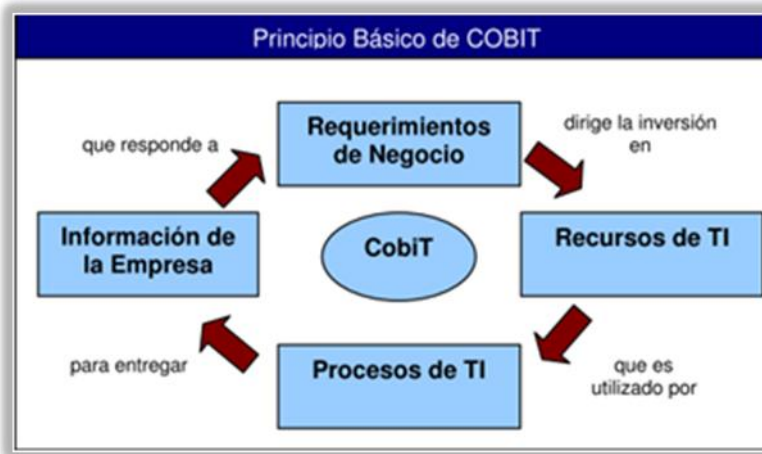 Principio Básico de COBIT
que responde a
Requerimientos
de Negocio
dirige la inversión
en
Información de
la Empresa
CobiT
Recursos de TI
para entregar
Procesos de TI
que es
utilizado por